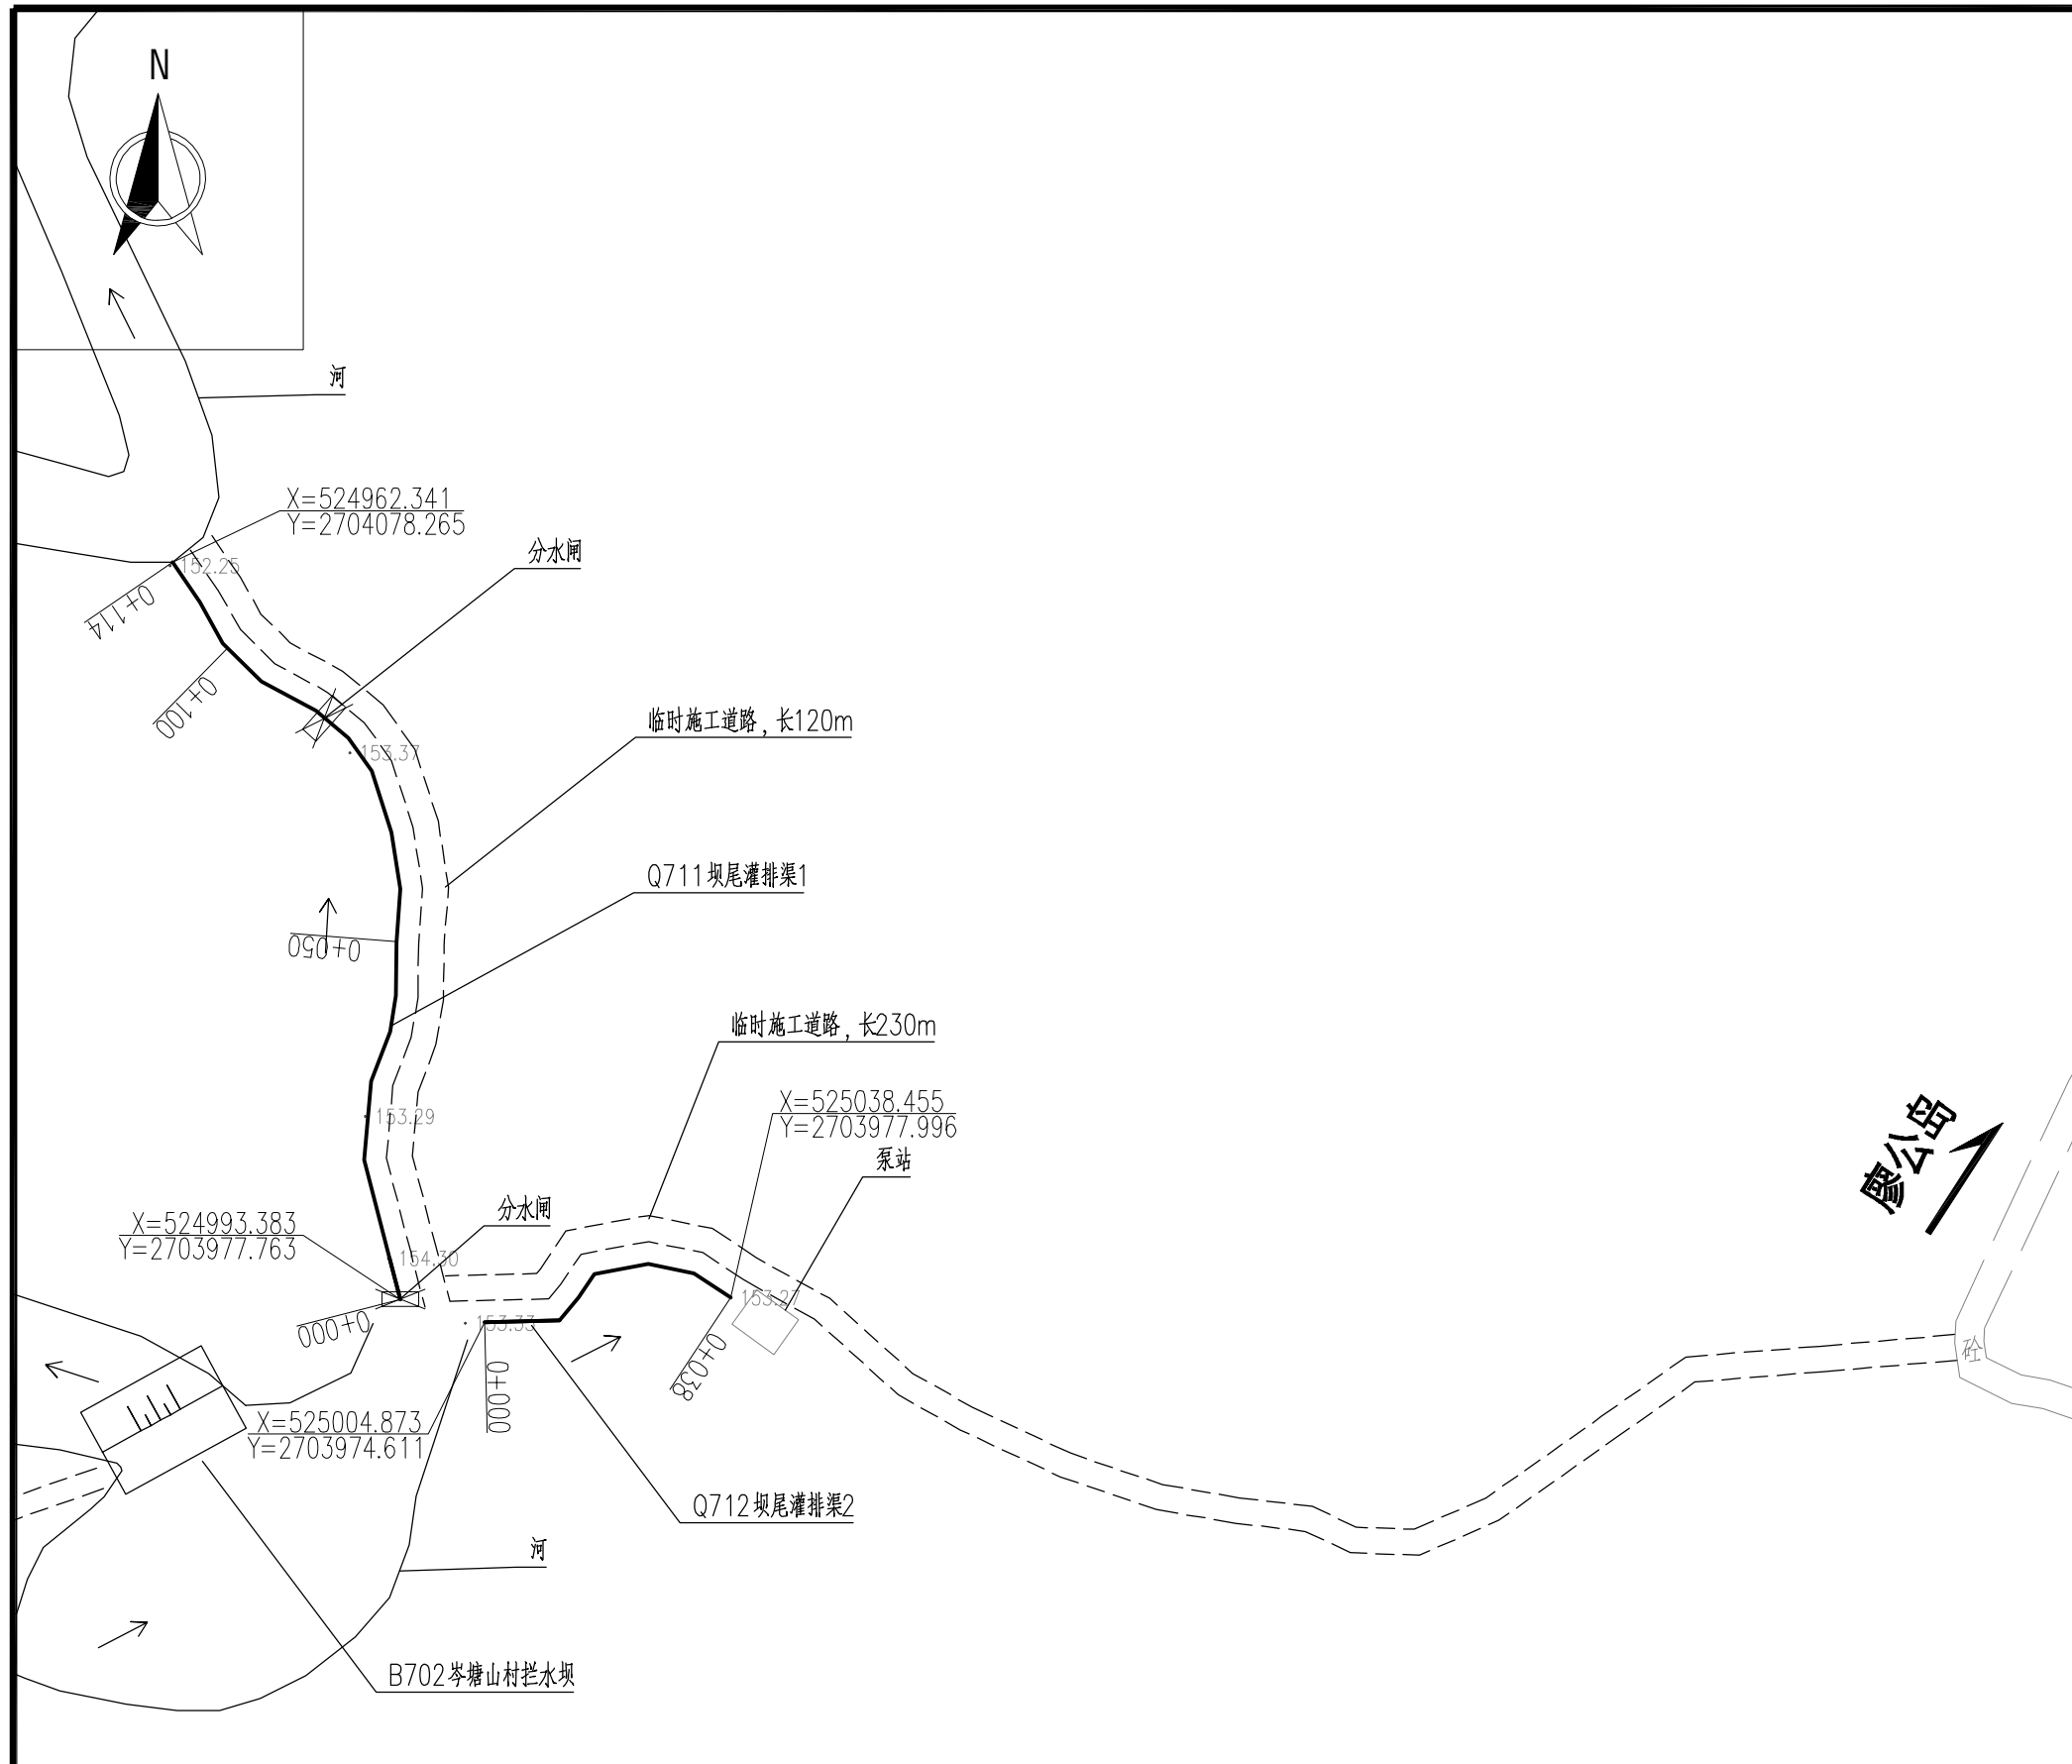 N
河
X=524962.341
Y=2704078.265
分水闸
152.25
0+114
0+100
临时施工道路, 长120m
153.37
Q711坝尾灌排渠1
0+050
临时施工道路, 长230m
X=525038.455
Y=2703977.996
153.29
泵站
廖公岛
分水闸
X=524993.383
Y=2703977.763
154.30
153.27
0+000
153.33
0+038
砼
0+000
X=525004.873
Y=2703974.611
Q712坝尾灌排渠2
河
B702岑塘山村拦水坝